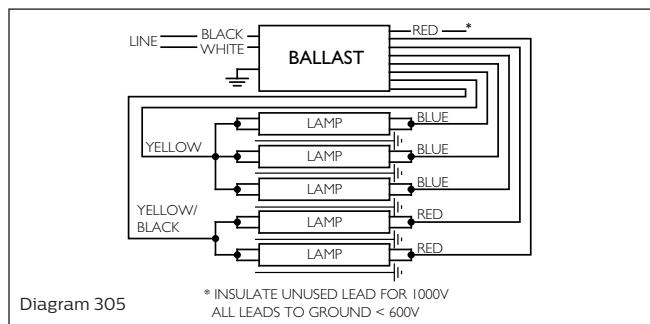 BLACK
RED
*
LINE
WHITE
BALLAST
LAMP
BLUE
YELLOW
LAMP
BLUE
LAMP
BLUE
YELLOW/
BLACK
LAMP
RED
LAMP
RED
* INSULATE UNUSED LEAD FOR 1000V
ALL LEADS TO GROUND < 600V
Diagram 305